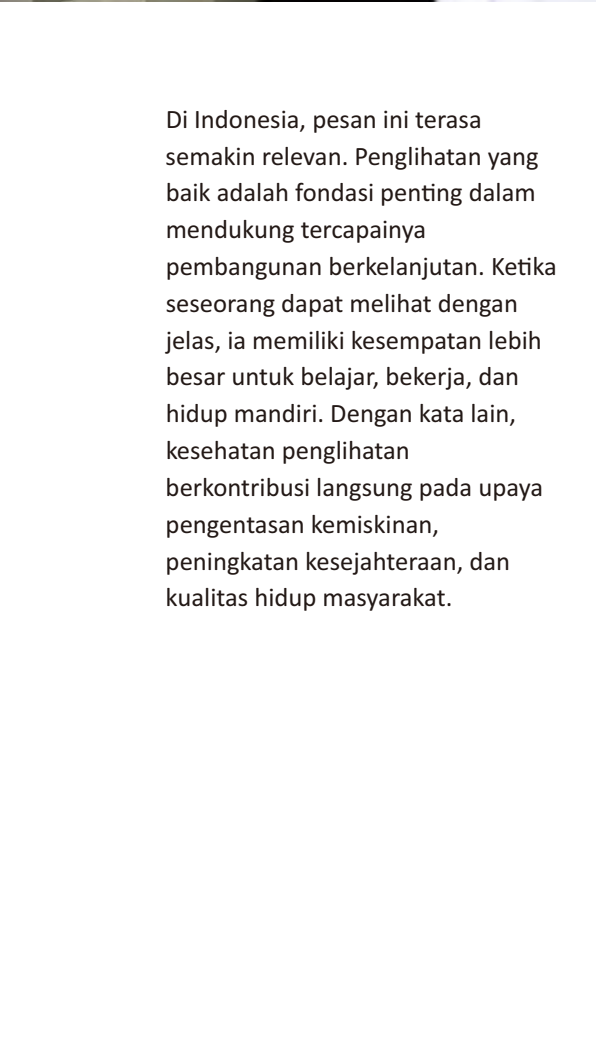 Di Indonesia, pesan ini terasa
semakin relevan. Penglihatan yang
baik adalah fondasi penting dalam
mendukung tercapainya
pembangunan berkelanjutan. Ketika
seseorang dapat melihat dengan
jelas, ia memiliki kesempatan lebih
besar untuk belajar, bekerja, dan
hidup mandiri. Dengan kata lain,
kesehatan penglihatan
berkontribusi langsung pada upaya
pengentasan kemiskinan,
peningkatan kesejahteraan, dan
kualitas hidup masyarakat.